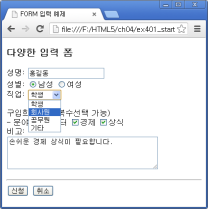 FORM 입력 예제
file:///F:/HTML5/ch04/ex401_start
다양한 입력 폼
성명: 홍길동
성별: 남성 여성
직업: 학생
학생
회사원
공무원
기타
구입희 수선택 가능)
- 분야 터 경제 상식
비고:
손쉬운 경제 상식이 필요합니다.
신청 취소